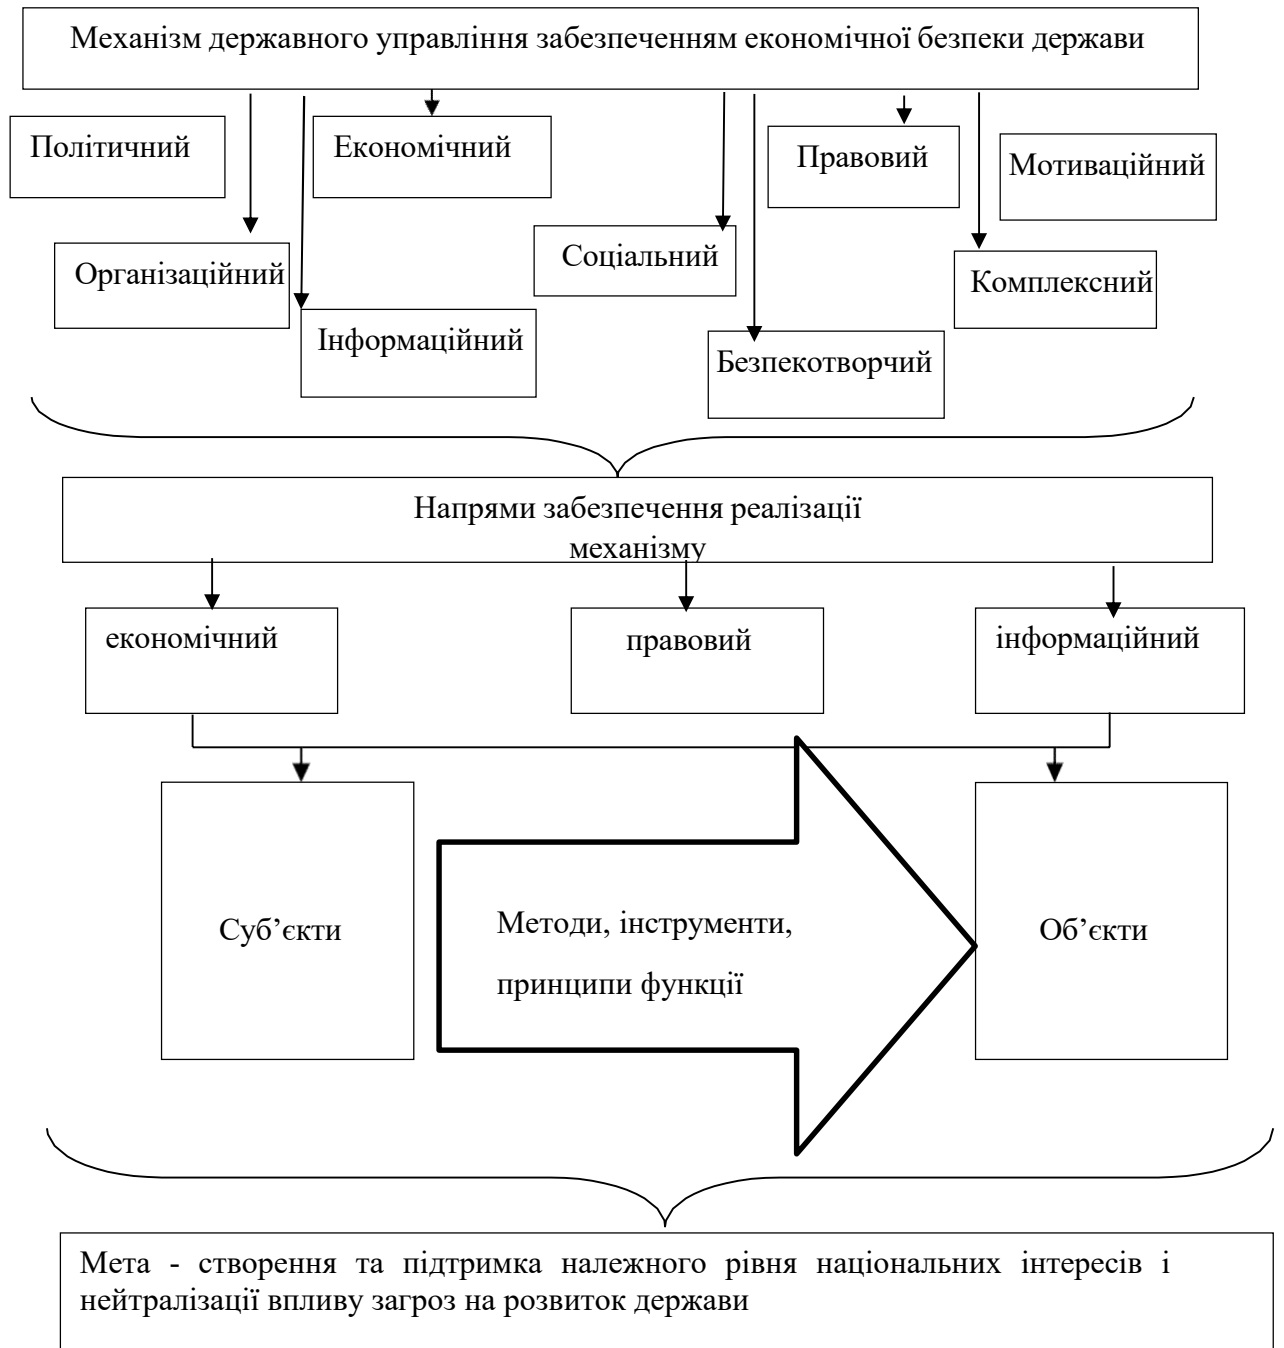 Механізм державного управління забезпеченням економічної безпеки держави
Політичний
Економічний
Правовий
Мотиваційний
Організаційний
Соціальний
Комплексний
Інформаційний
Безпекотворчий
Напрями забезпечення реалізації
механізму
економічний
правовий
інформаційний
Суб’єкти
Методи, інструменти,
принципи функції
Об’єкти
Мета - створення та підтримка належного рівня національних інтересів і
нейтралізації впливу загроз на розвиток держави